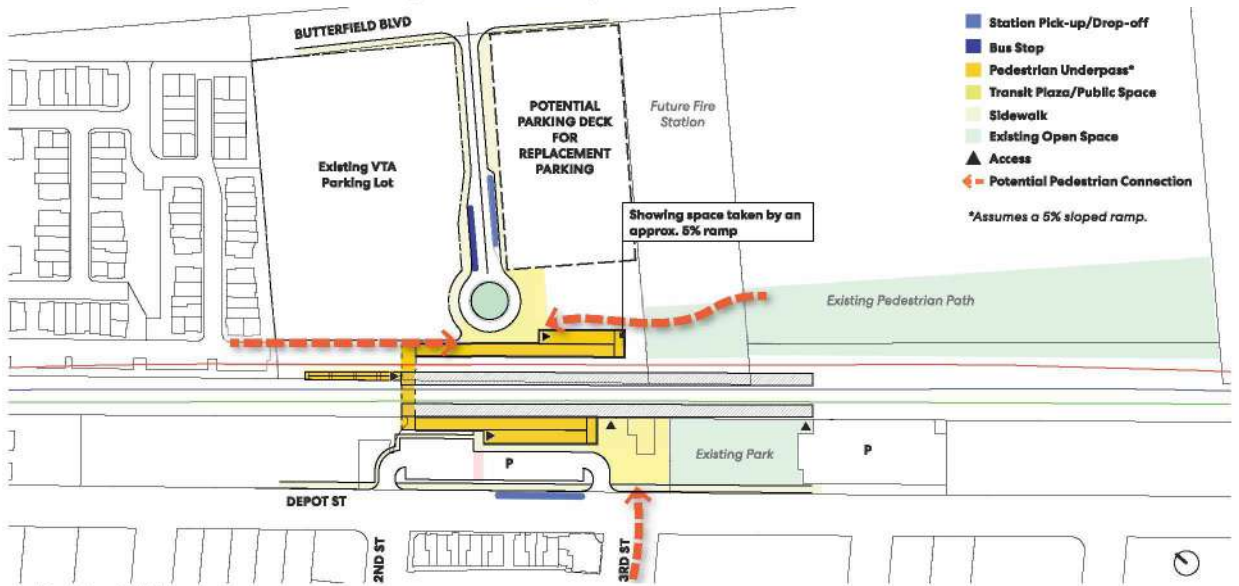 BUTTERFIELD BLVD
Existing VTA
Parking Lot
POTENTIAL
PARKING DECK
FOR
REPLACEMENT
PARKING
Future Fire
Station
Station Pick-up/Drop-off
Bus Stop
Pedestrian Underpass*
Transit Plaza/Public Space
Sidewalk
Existing Open Space
Access
Potential Pedestrian Connection
*Assumes a 5% sloped ramp.
Showing space taken by an
approx. 5% ramp
Existing Pedestrian Path
Existing Park
P
P
DEPOT ST
2ND ST
3RD ST